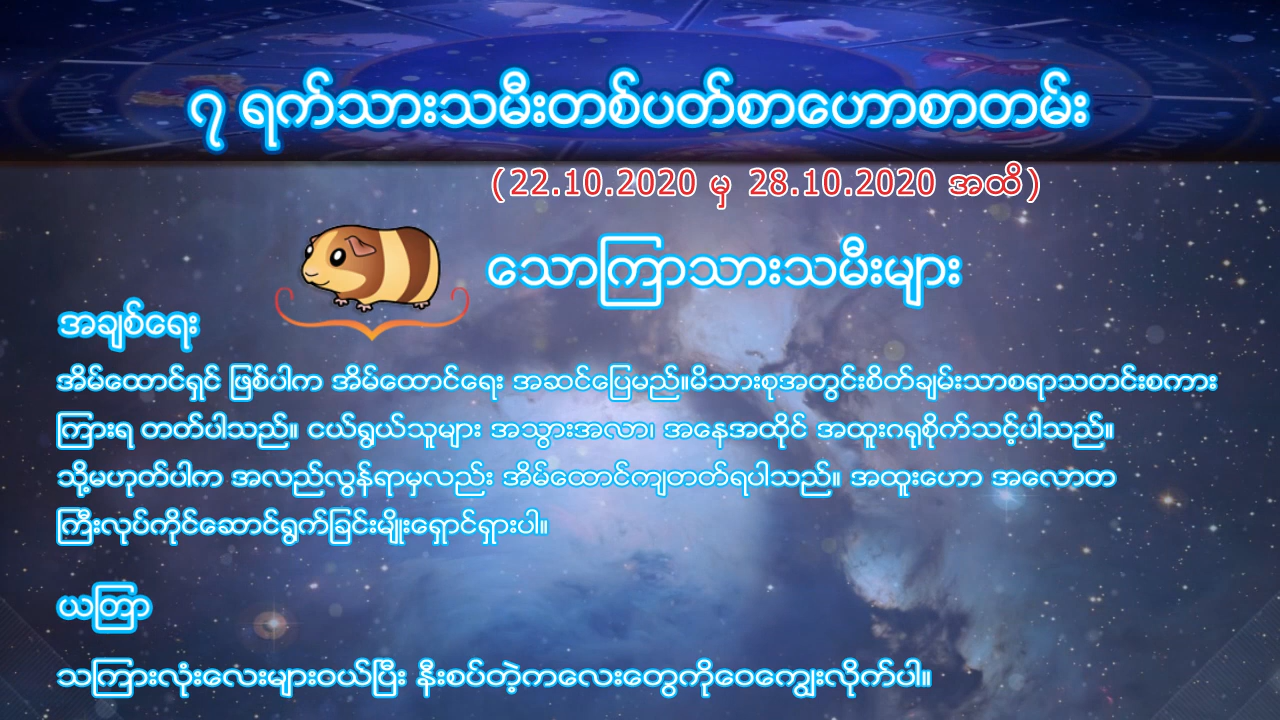 ၇ ရက်သားသမီးတစ်ပတ်စာဟောစာတမ်း
(22.10.2020 မှ 28.10.2020 အထိ)
သောကြာသားသမီးများ
အချစ်ရေး
အိမ်ထောင်ရှင် ဖြစ်ပါက အိမ်ထောင်ရေး အဆင်ပြေမည်။မိသားစုအတွင်းစိတ်ချမ်းသာစရာသတင်းစကား
ကြားရ တတ်ပါသည်။ ငယ်ရွယ်သူများ အသွားအလာ၊ အနေအထိုင် အထူးဂရုစိုက်သင့်ပါသည်။
သို့မဟုတ်ပါက အလည်လွန်ရာမှလည်း အိမ်ထောင်ကျတတ်ရပါသည်။ အထူးဟော အလောတ
ကြီးလုပ်ကိုင်ဆောင်ရွက်ခြင်းမျိုးရှောင်ရှားပါ။
ယတြာ
သကြားလုံးလေးများဝယ်ပြီး နီးစပ်တဲ့ကလေးတွေကိုဝေကျွေးလိုက်ပါ။